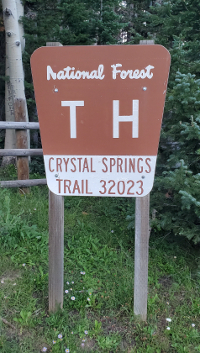 National Forest
T H
CRYSTAL SPRINGS
TRAIL 32023